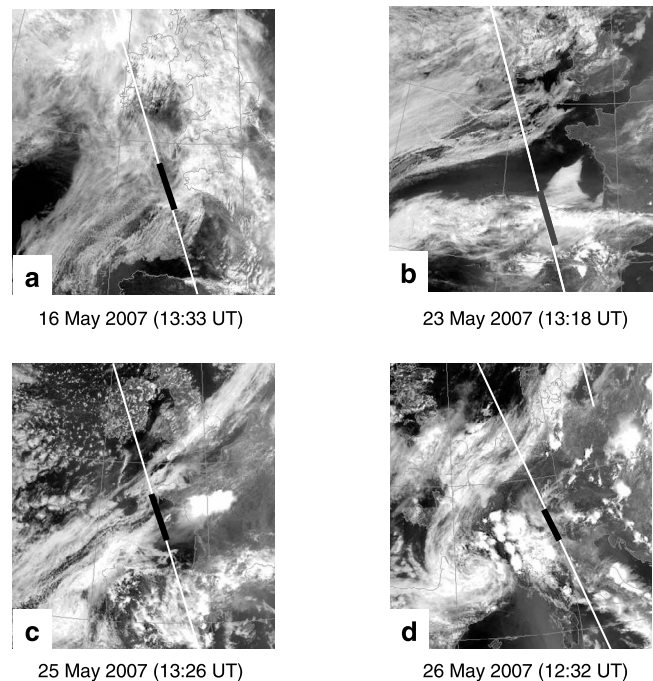 a
16 May 2007 (13:33 UT)
b
23 May 2007 (13:18 UT)
c
25 May 2007 (13:26 UT)
d
26 May 2007 (12:32 UT)